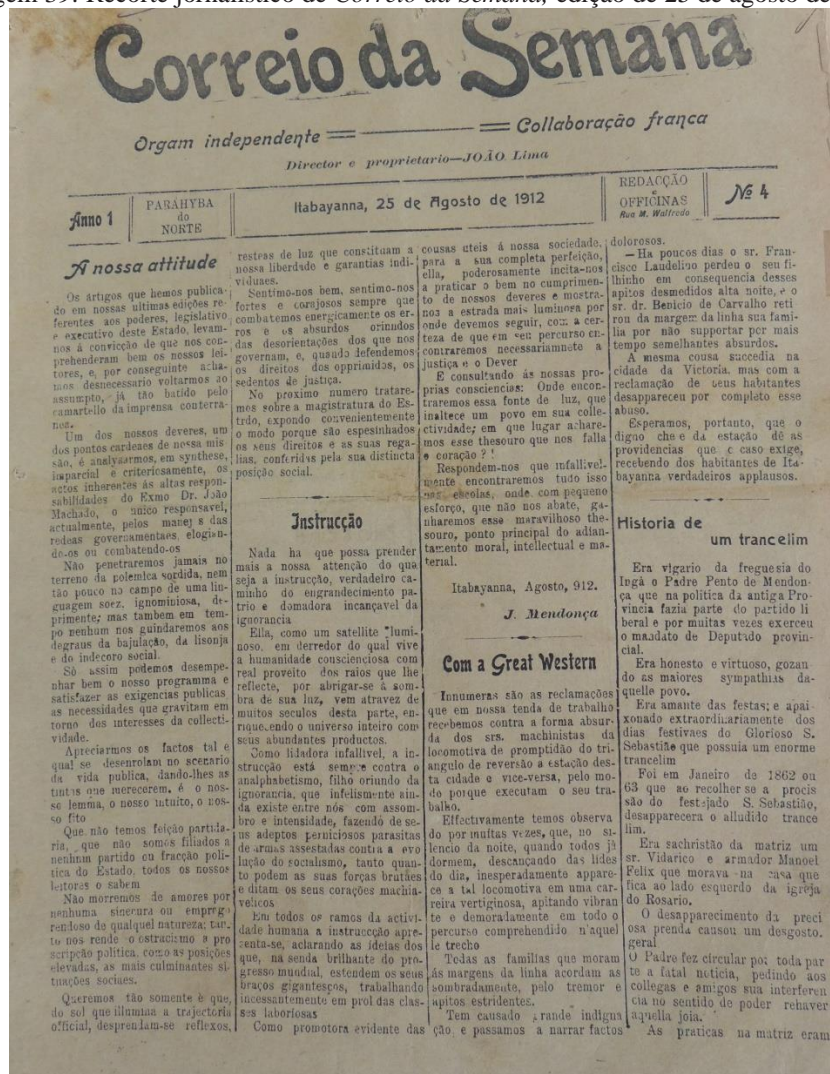 gem 39: Recorte jornalístico de Correio da Semana, edição de 25 de agosto de
Correio da Semana
Orgam independente
Collaboração franca
Director e proprietario—JOÃO Lima
Anno 1
PARAHYBA
do
NORTE
Itabayanna, 25 de Agosto de 1912
REDACÇÃO
e
OFFICINAS
Rua M. Walfredo
Nº 4
A nossa attitude
Os artigos que hemos publica-
do em nossas ultimas edições re-
ferentes aos poderes, legislativo
e executivo deste Estado, levam-
nos á convicção de que nos com-
prehenderam bem os nossos lei-
tores, e, por conseguinte acha-
mos desnecessario voltarmos ao
assumpto, já tão batido pelo
camartello da imprensa conterra-
nea.
Um dos nossos deveres, um
dos pontos cardeaes de nossa mis
são, é analysarmos, em synthese,
imparcial e criteriosamente, os
actos inherentes ás altas respon-
sabilidades do Exmo Dr. João
Machado, o unico responsavel,
actualmente, pelos manej s das
redeas governamentaes, elogian-
do-os ou combatendo-os
Não penetraremos jamais no
terreno da polemica sordida, nem
tão pouco no campo de uma lin-
guagem soez, ignominiosa, de-
primente; mas tambem em tem-
po nenhum nos guindaremos aos
degraus da bajulação, da lisonja
e do indecoro social.
Só assim podemos desempe-
nhar bem o nosso programma e
satisfazer as exigencias publicas,
as necessidades que gravitam em
torno dos interesses da collecti-
vidade.
Apreciarmos os factos tal e
qual se desenrolam no scenario
da vida publica, dando-lhes as
tintas que merecerem, é o nos-
so lemma, o nosso intuito, o nos-
so fito
Que não temos feição partida-
ria, que não somos filiados a
nenhum partido ou fracção poli-
tica do Estado, todos os nossos
leitores o sabem
Não morremos de amores por
nenhuma sinecura ou emprego
rendoso de qualquer natureza; tan-
to nos rende o ostracismo a pro
scripção politica, como as posições
elevadas, as mais culminantes si-
tuações sociaes.
Queremos tão somente é que,
do sol que illumina a trajectoria
official, desprendam-se reflexos,
resteas de luz que constituam a
nossa liberdade e garantias indi-
viduaes.
Sentimo-nos bem, sentimo-nos
fortes e corajosos sempre que
combatemos energicamente os er-
ros e os absurdos oriundos
das desorientações dos que nos
governam, e, quando defendemos
os direitos dos opprimidos, os
sedentos de justiça.
No proximo numero tratare-
mos sobre a magistratura do Es-
tado, expondo convenientemente
o modo porque são espesinhados
os seus direitos e as suas rega-
lias, conferidas pela sua distincta
posição social.
Instrucção
Nada ha que possa prender
mais a nossa attenção do que
seja a instrucção, verdadeiro ca-
minho do engrandecimento pa-
trio e domadora incançavel da
ignorancia
Ella, como um satellite lumi-
noso, em derredor do qual vive
a humanidade conscienciosa com
real proveito dos raios que lhe
reflecte, por abrigar-se á som-
bra de sua luz, vem atravez de
muitos seculos desta parte, en-
riquecendo o universo inteiro com
seus abundantes productos.
Como lidadora infallivel, a in-
strucção está sempre contra o
analphabetismo, filho oriundo da
ignorancia, que infelismente ain-
da existe entre nós com assom-
bro e intensidade, fazendo de se-
us adeptos perniciosos parasitas
de armas assestadas contra a evo
lução do socialismo, tanto quan-
to podem as suas forças brutaes
e ditam os seus corações machia-
velicos
Em todos os ramos da activi-
dade humana a instruccção apre-
zenta-se, aclarando as ideias dos
que, na senda brilhante do pro-
gresso mundial, estendem os seus
braços gigantescos, trabalhando
incessantemente em prol das clas-
ses laboriosas
Como promotora evidente das
cousas uteis á nossa sociedade,
para a sua completa perfeição,
ella, poderosamente incita-nos
a praticar o bem no cumprimen-
to de nossos deveres e mostra-
nos a estrada mais luminosa por
onde devemos seguir, com a cer-
teza de que em seu percurso en-
contraremos necessariamneto a
justiça e o Dever
E consultando ás nossas pro-
prias consciencias: Onde encon-
traremos essa fonte de luz, que
inaltece um povo em sua colle-
ctividade; em que lugar achare-
mos esse thesouro que nos falla
o coração ? !
Respondem-nos que infallivel-
mente encontraremos tudo isso
nas escolas, onde com pequeno
esforço, que não nos abate, ga-
nharemos esse maravilhoso the-
souro, ponto principal do adian-
tamento moral, intellectual e ma-
terial.
Itabayanna, Agosto, 912.
J. Mendonça
Com a Great Western
Innumeras são as reclamações
que em nossa tenda de trabalho
recebemos contra a forma absur-
da dos srs. machinistas da
locomotiva de promptidão do tri-
angulo de reversão a estação des-
ta cidade e vice-versa, pelo mo-
do porque executam o seu tra-
balho.
Effectivamente temos observa
do por muitas vezes, que, no si-
lencio da noite, quando todos já
dormem, descançando das lides
do dia, inesperadamente appare-
ce a tal locomotiva em uma car-
reira vertiginosa, apitando vibran
te e demoradamente em todo o
percurso comprehendido n'aquel
le trecho
Todas as familias que moram
ás margens da linha acordam as
sombradamente, pelo tremor e
apitos estridentes.
Tem causado grande indigna
ção, e passamos a narrar factos
dolorosos.
—Ha poucos dias o sr. Fran-
cisco Laudelino perdeu o seu fi-
lhinho em consequencia desses
apitos desmedidos alta noite, e o
sr. dr. Benicio de Carvalho reti
rou da margem da linha sua fami-
lia por não supportar por mais
tempo semelhantes absurdos.
A mesma cousa succedia na
cidade da Victoria, mas com a
reclamação de seus habitantes
desappareceu por completo esse
abuso.
Esperamos, portanto, que o
digno che e da estação dê as
providencias que o caso exige,
recebendo dos habitantes de Ita-
bayanna verdadeiros applausos.
Historia de
um trancelim
Era vigario da freguesia do
Ingá o Padre Pento de Mendon-
ça que na politica da antiga Pro-
vincia fazia parte do partido li
beral e por muitas vezes exerceu
o mandato de Deputado provin-
cial.
Era honesto e virtuoso, gozan
do as maiores sympathias da-
quelle povo.
Era amante das festas; e apai
xonado extraordinariamente dos
dias festivaes do Glorioso S.
Sebastião que possuia um enorme
trancelim
Foi em Janeiro de 1862 ou
63 que ao recolher se a procis
são do festejado S. Sebastião,
desapparecera o alludido trance
lim.
Era sachristão da matriz um
sr. Vidarico e armador Manoel
Felix que morava na casa que
fica ao lado esquerdo da igreja
do Rosario.
O desapparecimento da preci
osa prenda causou um desgosto.
geral
O Padre fez circular por toda par
te a fatal noticia, pedindo aos
collegas e amigos sua interferen
cia no sentido de poder rehaver
aquella joia.
As praticas na matriz eram